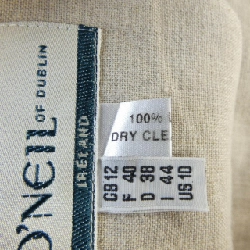 O'NEIL
OF DUBLIN
IRELAND
100%
DRY CLE
GB 12
F 40
D 38
I 44
US 10